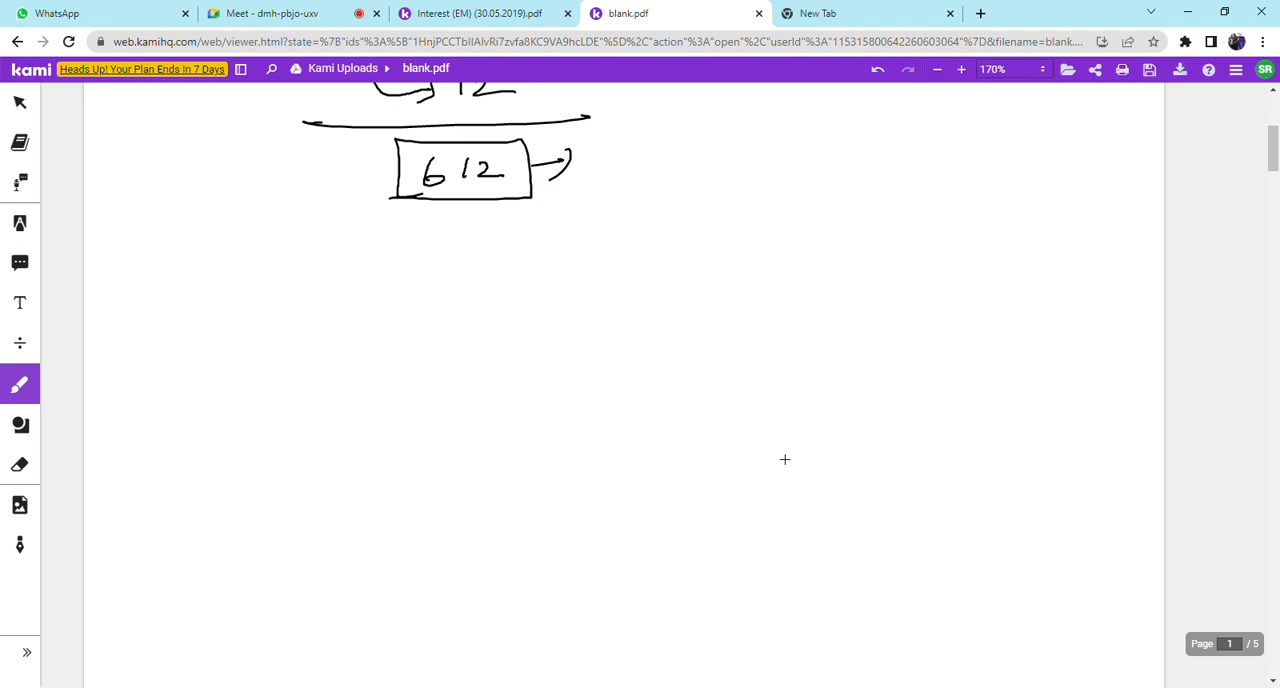 WhatsApp
Meet - dmh-pbjo-uxv
Interest (EM) (30.05.2019).pdf
blank.pdf
New Tab
web.kamihq.com/web/viewer.html?state=%7B"ids"%3A%5B"1HnjPCCTbIIAlvRi7zvfa8KC9VA9hcLDE"%5D%2C"action"%3A"open"%2C"userId"%3A"115315800642260603064"%7D&filename=blank....
kami
Heads Up! Your Plan Ends In 7 Days
Kami Uploads
blank.pdf
170%
SR
12
612
Page 1 / 5